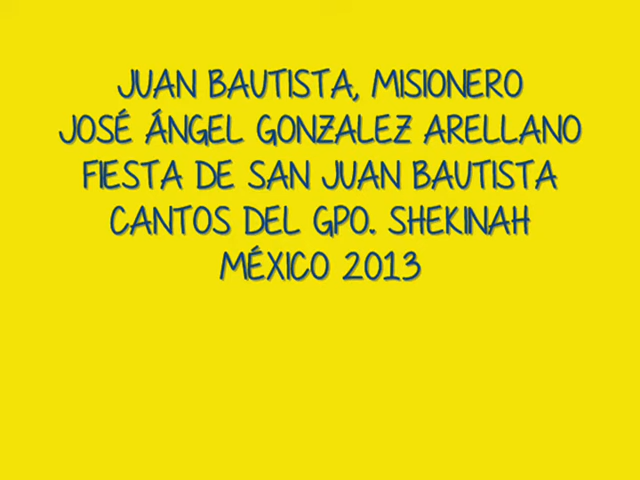 JUAN BAUTISTA, MISIONERO
JOSÉ ÁNGEL GONZALEZ ARELLANO
FIESTA DE SAN JUAN BAUTISTA
CANTOS DEL GPO. SHEKINAH
MÉXICO 2013